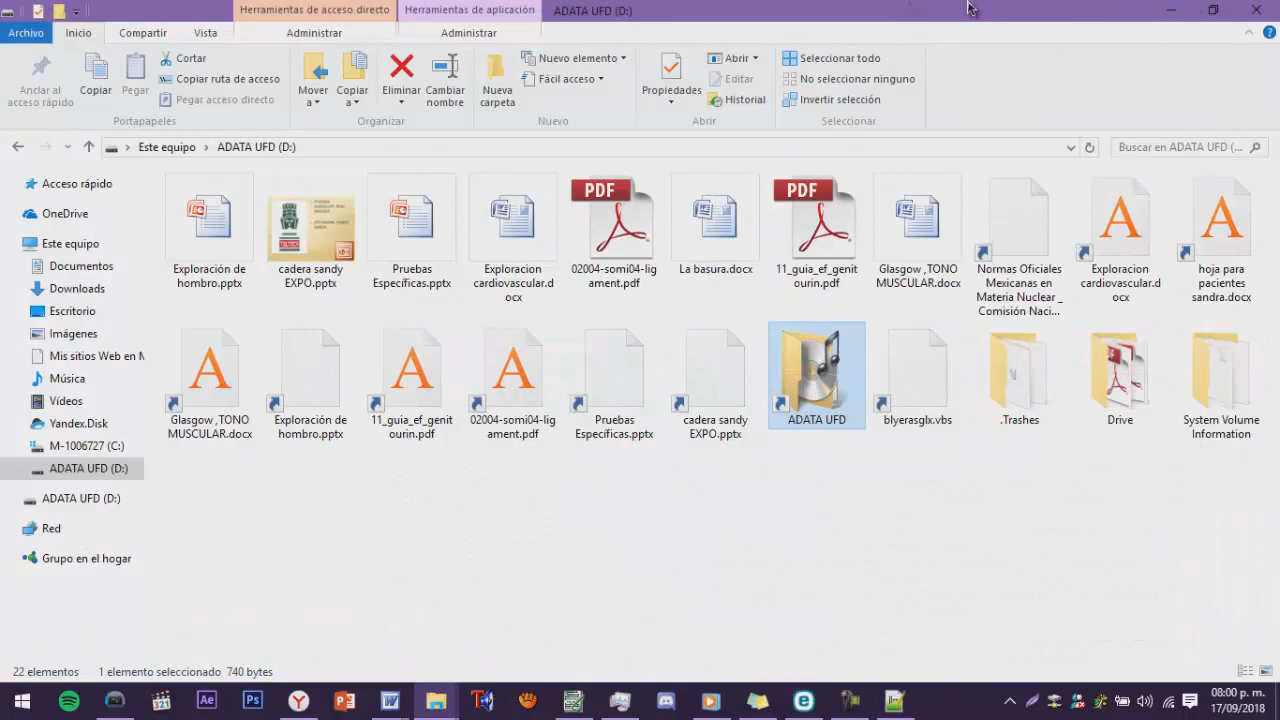 Herramientas de acceso directo Herramientas de aplicación ADATA UFD (D:)
Archivo Inicio Compartir Vista Administrar Administrar
Anclar al acceso rápido
Copiar
Pegar
Cortar
Copiar ruta de acceso
Pegar acceso directo
Portapapeles
Mover a
Copiar a
Eliminar
Cambiar nombre
Organizar
Nueva carpeta
Nuevo elemento
Fácil acceso
Nuevo
Propiedades
Abrir
Editar
Historial
Abrir
Seleccionar todo
No seleccionar ninguno
Invertir selección
Seleccionar
Este equipo > ADATA UFD (D:)
Buscar en ADATA UFD (...
Acceso rápido
OneDrive
Este equipo
Documentos
Downloads
Escritorio
Imágenes
Mis sitios Web en M
Música
Vídeos
Yandex.Disk
M-1006727 (C:)
ADATA UFD (D:)
ADATA UFD (D:)
Red
Grupo en el hogar
Exploración de
hombro.pptx
cadera sandy
EXPO.pptx
Pruebas
Específicas.pptx
Exploracion
cardiovascular.d
ocx
PDF
02004-somi04-lig
ament.pdf
La basura.docx
PDF
11_guia_ef_genit
ourin.pdf
Glasgow ,TONO
MUSCULAR.docx
Normas Oficiales
Mexicanas en
Materia Nuclear _
Comisión Naci...
Exploracion
cardiovascular.d
ocx
hoja para
pacientes
sandra.docx
Glasgow ,TONO
MUSCULAR.docx
Exploración de
hombro.pptx
11_guia_ef_genit
ourin.pdf
02004-somi04-lig
ament.pdf
Pruebas
Específicas.pptx
cadera sandy
EXPO.pptx
ADATA UFD
blyerasglx.vbs
.Trashes
Drive
System Volume
Information
22 elementos 1 elemento seleccionado 740 bytes
321
Ae
Ps
08:00 p. m.
17/09/2018